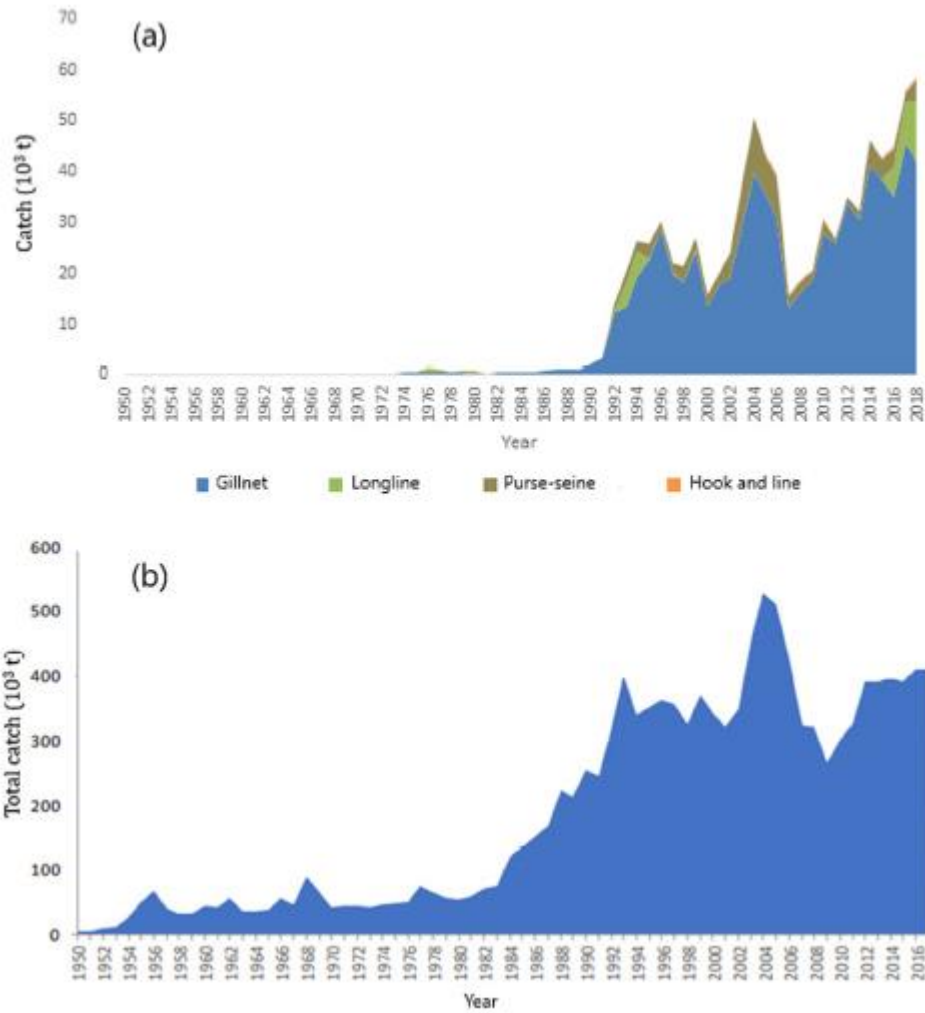 70
(a)
60
50
40
30
20
10
0
Catch (10³ t)
1950 1952 1954 1956 1958 1960 1962 1964 1966 1968 1970 1972 1974 1976 1978 1980 1982 1984 1986 1988 1990 1992 1994 1996 1998 2000 2002 2004 2006 2008 2010 2012 2014 2016 2018
Year
Gillnet Longline Purse-seine Hook and line
600
(b)
500
400
300
200
100
0
Total catch (10³ t)
1950 1952 1954 1956 1958 1960 1962 1964 1966 1968 1970 1972 1974 1976 1978 1980 1982 1984 1986 1988 1990 1992 1994 1996 1998 2000 2002 2004 2006 2008 2010 2012 2014 2016
Year